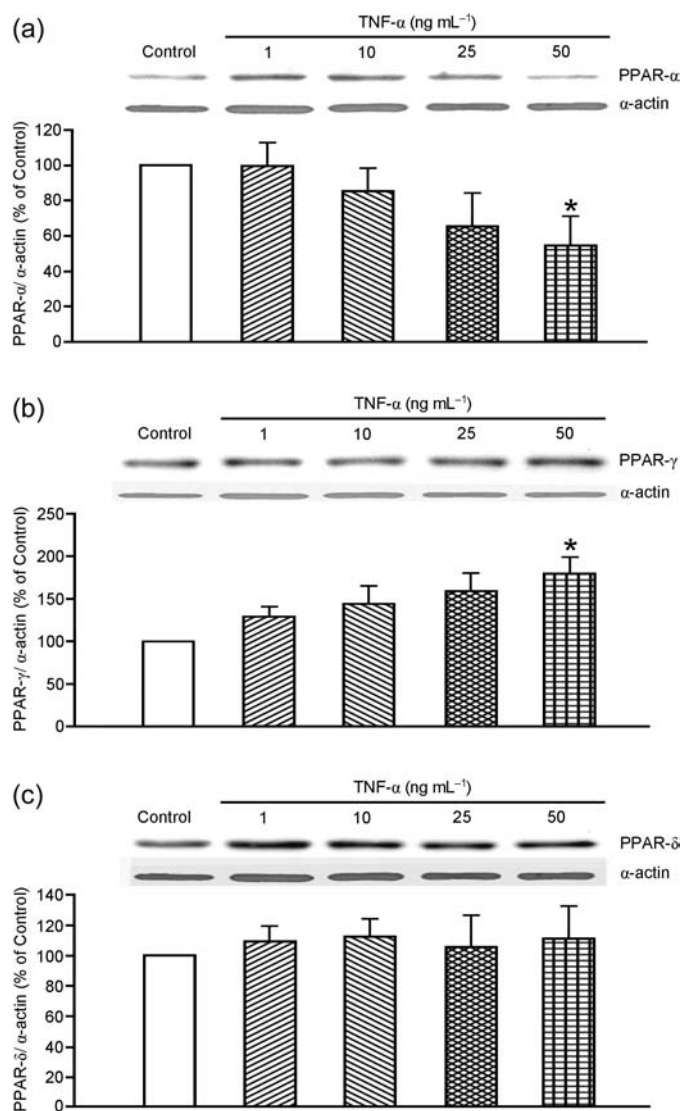 (a)
TNF-α (ng mL⁻¹)
Control 1 10 25 50
PPAR-α
α-actin
PPAR-α/ α-actin (% of Control)
120
100
80
60
40
20
0
*
(b)
TNF-α (ng mL⁻¹)
Control 1 10 25 50
PPAR-γ
α-actin
PPAR-γ/ α-actin (% of Control)
250
200
150
100
50
0
*
(c)
TNF-α (ng mL⁻¹)
Control 1 10 25 50
PPAR-δ
α-actin
PPAR-δ/ α-actin (% of Control)
140
120
100
80
60
40
20
0